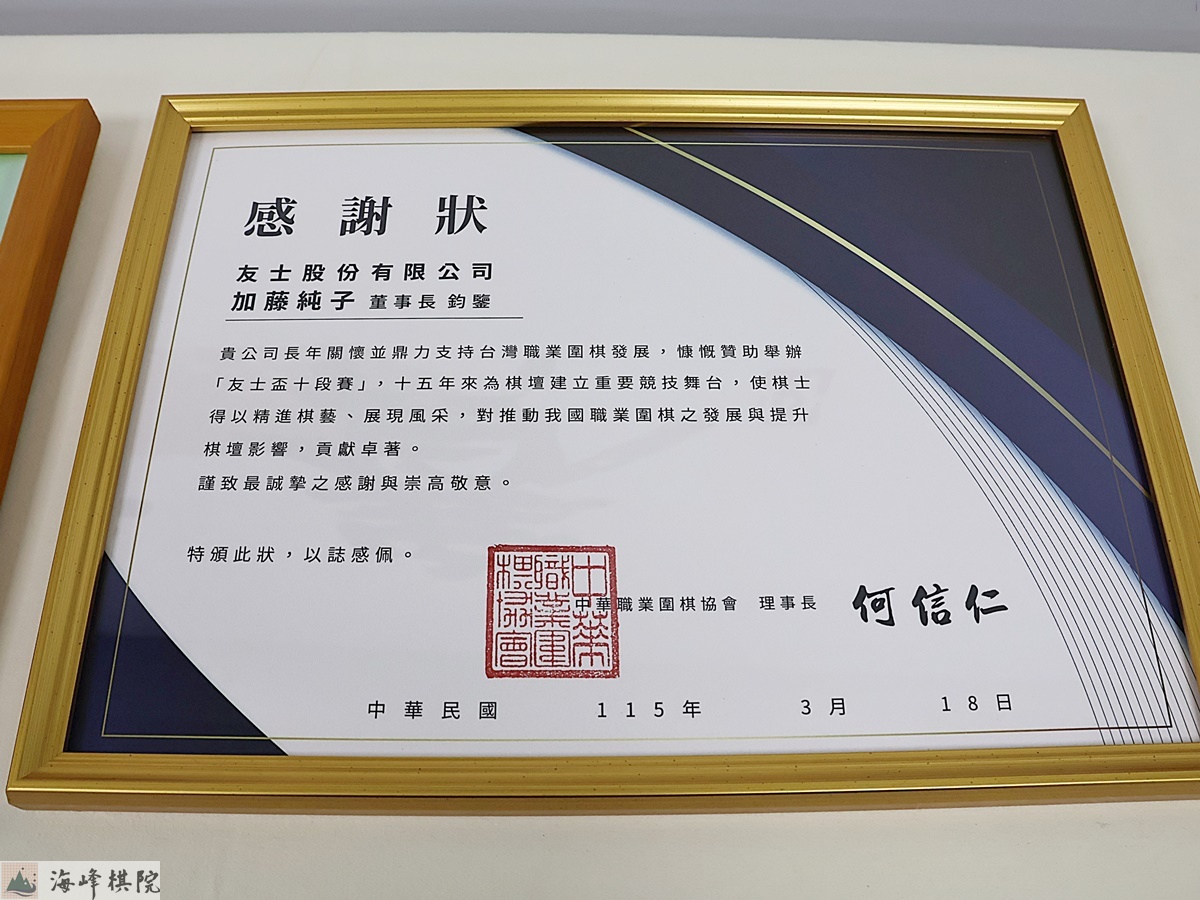 感謝狀
友士股份有限公司
加藤純子 董事長 鈞鑒
貴公司長年關懷並鼎力支持台灣職業圍棋發展，慷慨贊助舉辦
「友士盃十段賽」，十五年來為棋壇建立重要競技舞台，使棋士
得以精進棋藝、展現風采，對推動我國職業圍棋之發展與提升
棋壇影響，貢獻卓著。
謹致最誠摯之感謝與崇高敬意。
特頒此狀，以誌感佩。
中華職業圍棋協會 理事長 何信仁
中華民國 115年 3月 18日
海峰棋院